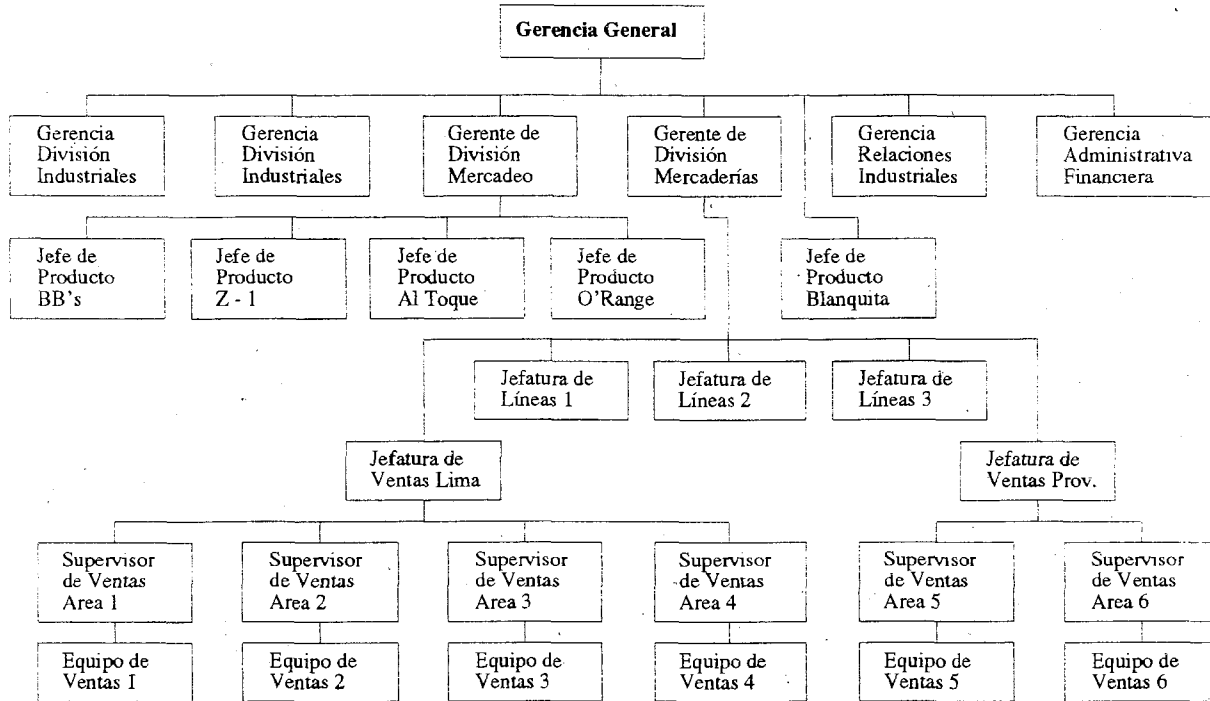 Gerencia General
Gerencia
División
Industriales
Gerencia
División
Industriales
Gerente de
División
Mercadeo
Gerente de
División
Mercaderías
Gerencia
Relaciones
Industriales
Gerencia
Administrativa
Financiera
Jefe de
Producto
BB's
Jefe de
Producto
Z - 1
Jefe de
Producto
Al Toque
Jefe de
Producto
O'Range
Jefe de
Producto
Blanquita
Jefatura de
Líneas 1
Jefatura de
Líneas 2
Jefatura de
Líneas 3
Jefatura de
Ventas Lima
Jefatura de
Ventas Prov.
Supervisor
de Ventas
Area 1
Supervisor
de Ventas
Area 2
Supervisor
de Ventas
Area 3
Supervisor
de Ventas
Area 4
Supervisor
de Ventas
Area 5
Supervisor
de Ventas
Area 6
Equipo de
Ventas 1
Equipo de
Ventas 2
Equipo de
Ventas 3
Equipo de
Ventas 4
Equipo de
Ventas 5
Equipo de
Ventas 6